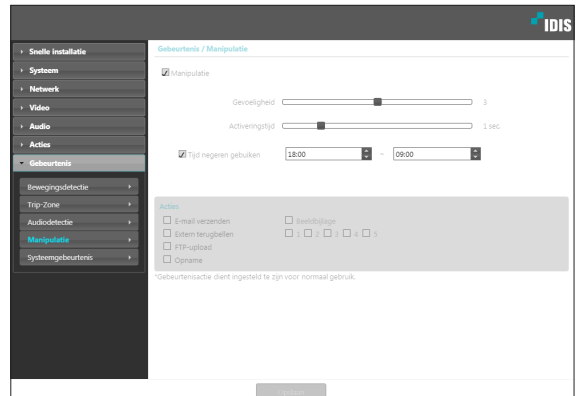 IDIS
Snelle installatie
Systeem
Netwerk
Video
Audio
Acties
Gebeurtenis
Bewegingsdetectie
Trip-Zone
Audiodetectie
Manipulatie
Systeemgebeurtenis
Gebeurtenis / Manipulatie
Manipulatie
Gevoeligheid 3
Activeringstijd 1 sec.
Tijd negeren gebuiken 18:00 ~ 09:00
Acties
E-mail verzenden Beeldbijlage
Extern terugbellen 1 2 3 4 5
FTP-upload
Opname
*Gebeurtenisactie dient ingesteld te zijn voor normaal gebruik.